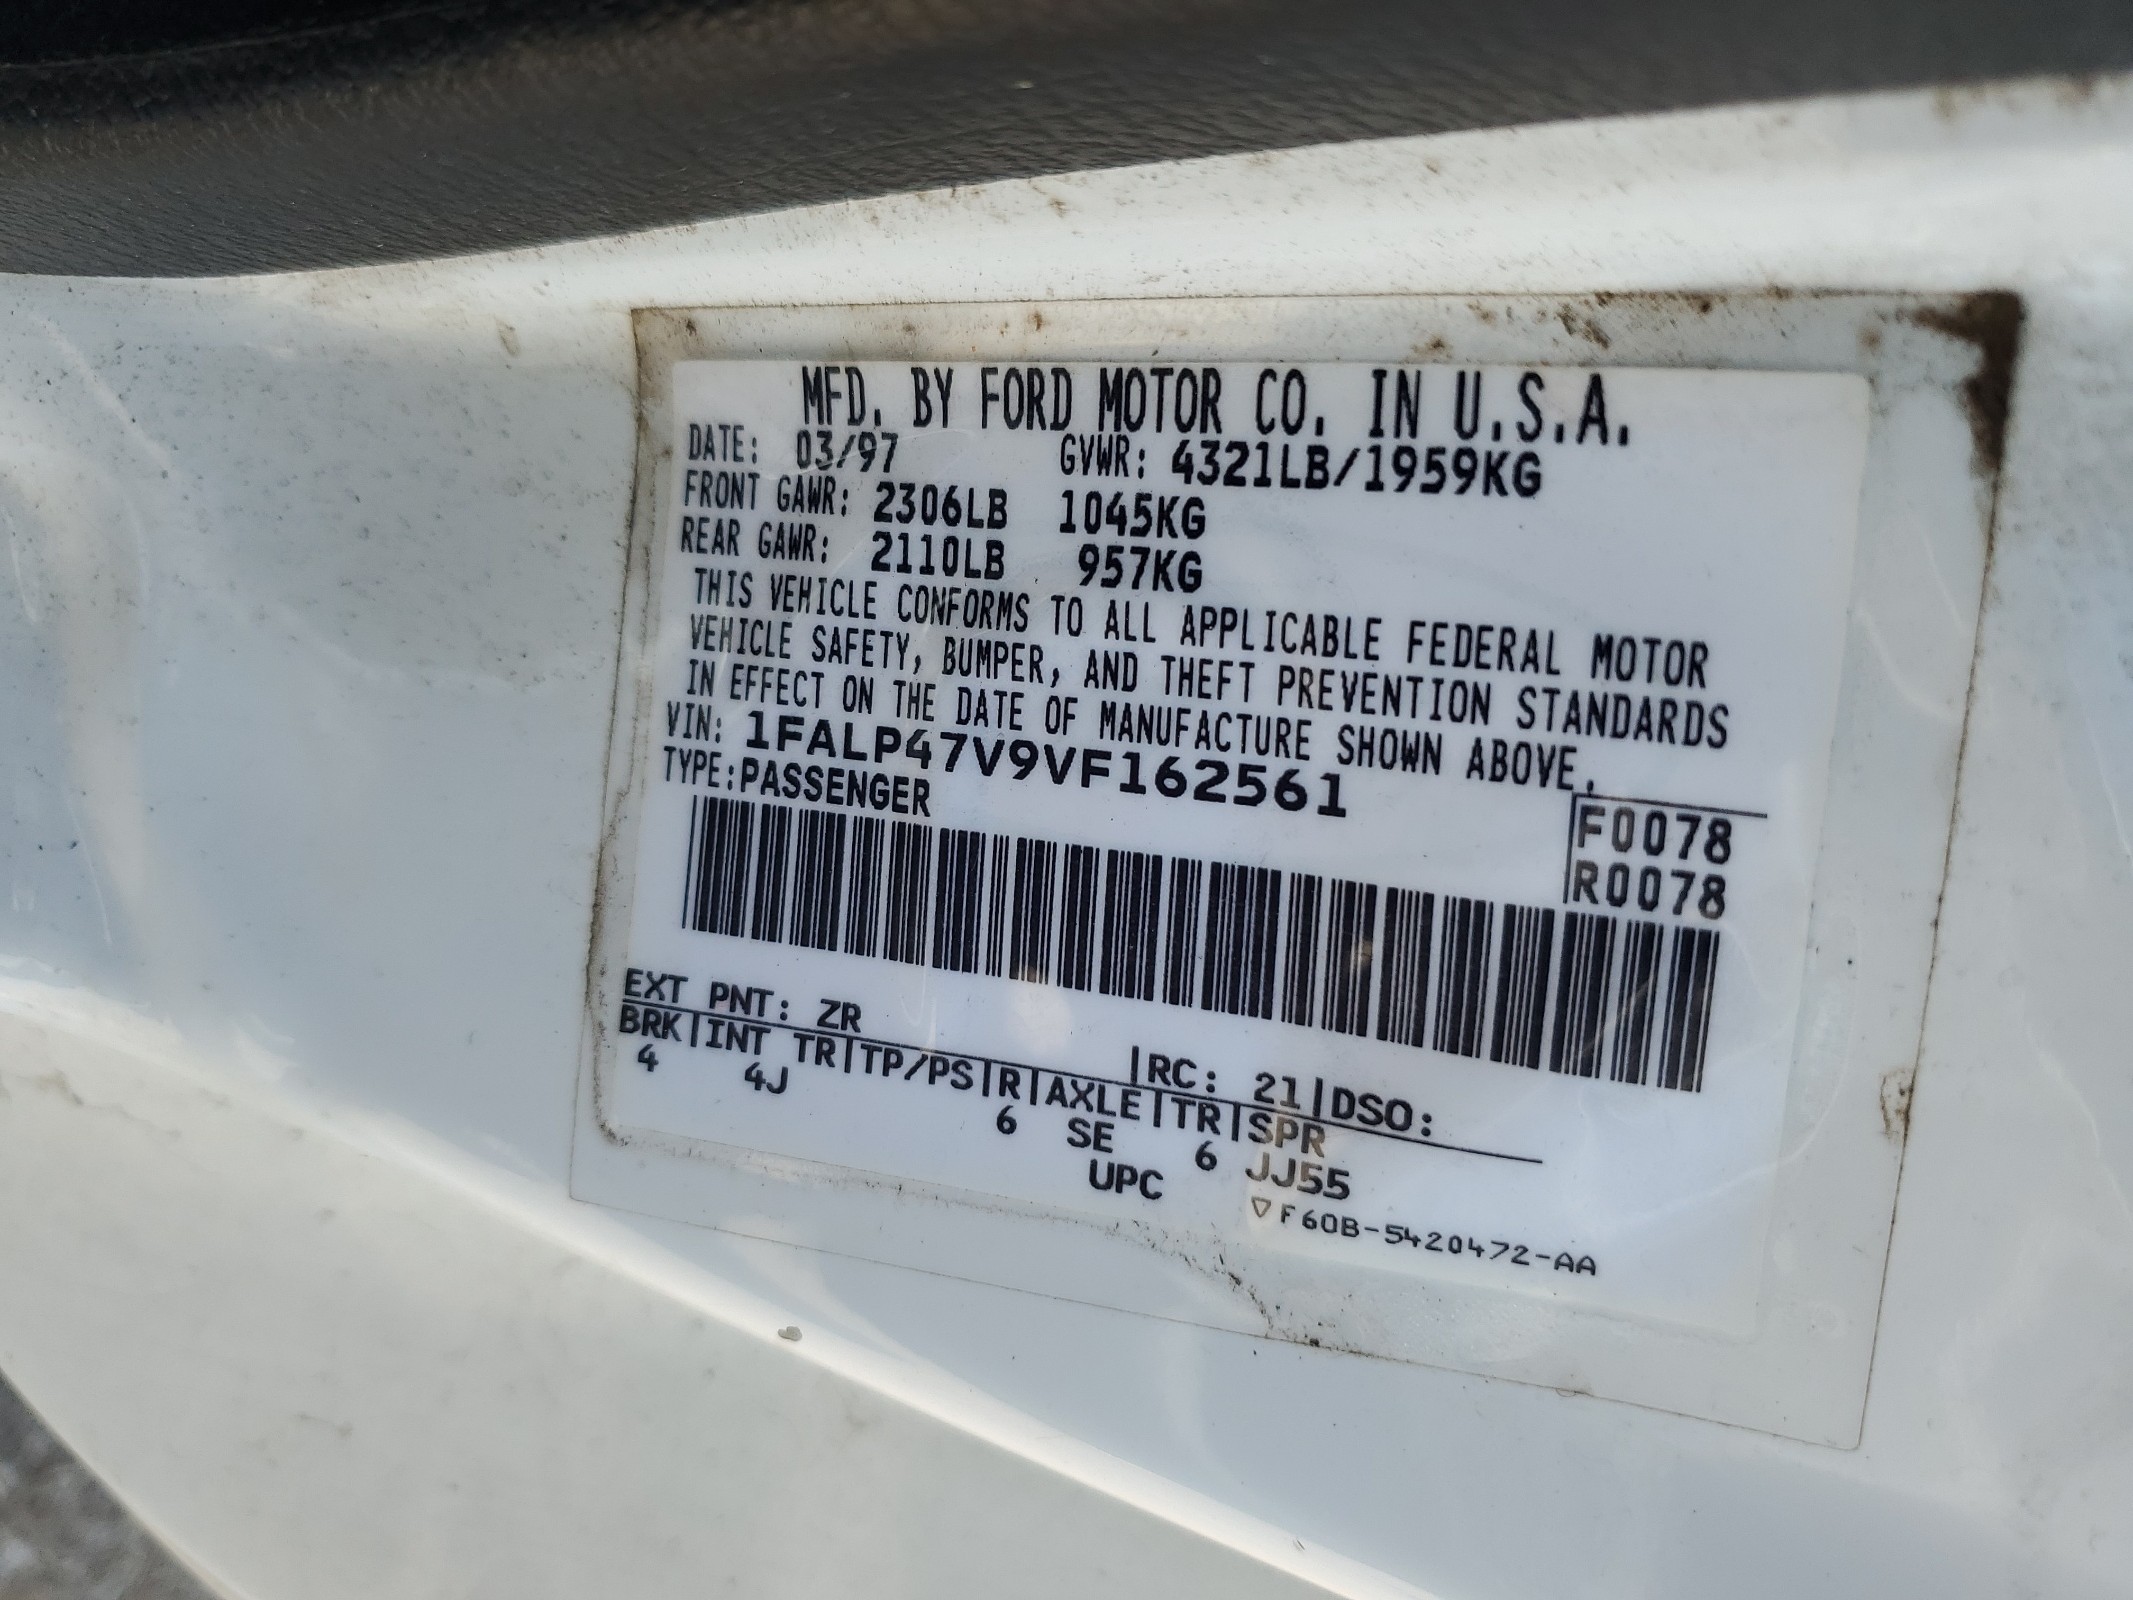 MFD. BY FORD MOTOR CO. IN U.S.A.
DATE: 03/97 GVWR: 4321LB/1959KG
FRONT GAWR: 2306LB 1045KG
REAR GAWR: 2110LB 957KG
THIS VEHICLE CONFORMS TO ALL APPLICABLE FEDERAL MOTOR
VEHICLE SAFETY, BUMPER, AND THEFT PREVENTION STANDARDS
IN EFFECT ON THE DATE OF MANUFACTURE SHOWN ABOVE.
VIN: 1FALP47V9VF162561
TYPE: PASSENGER
F0078
R0078
EXT PNT: ZR |RC: 21|DSO:
BRK|INT TR|TP/PS|R|AXLE|TR|SPR
4 4J 6 SE 6 JJ55
UPC
▽F60B-5420472-AA